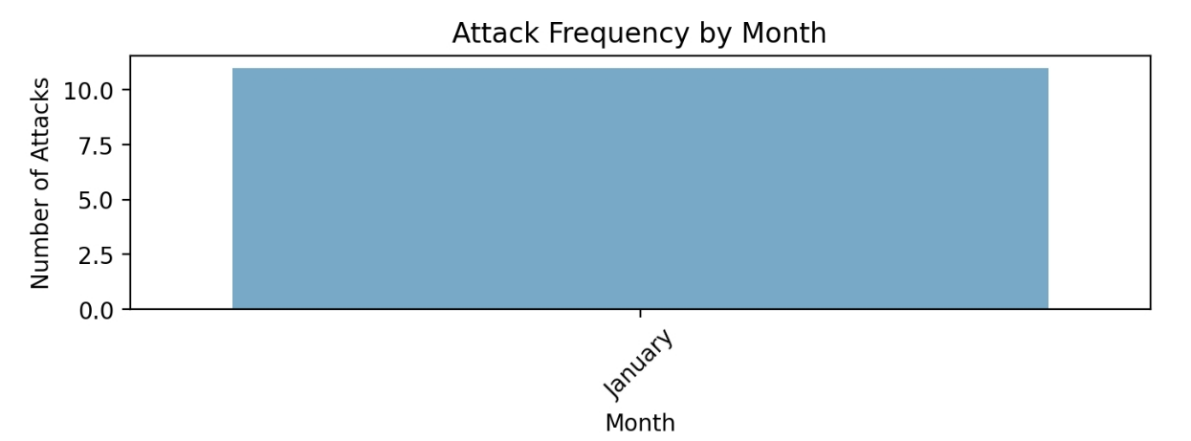 Attack Frequency by Month
Number of Attacks
10.0
7.5
5.0
2.5
0.0
January
Month